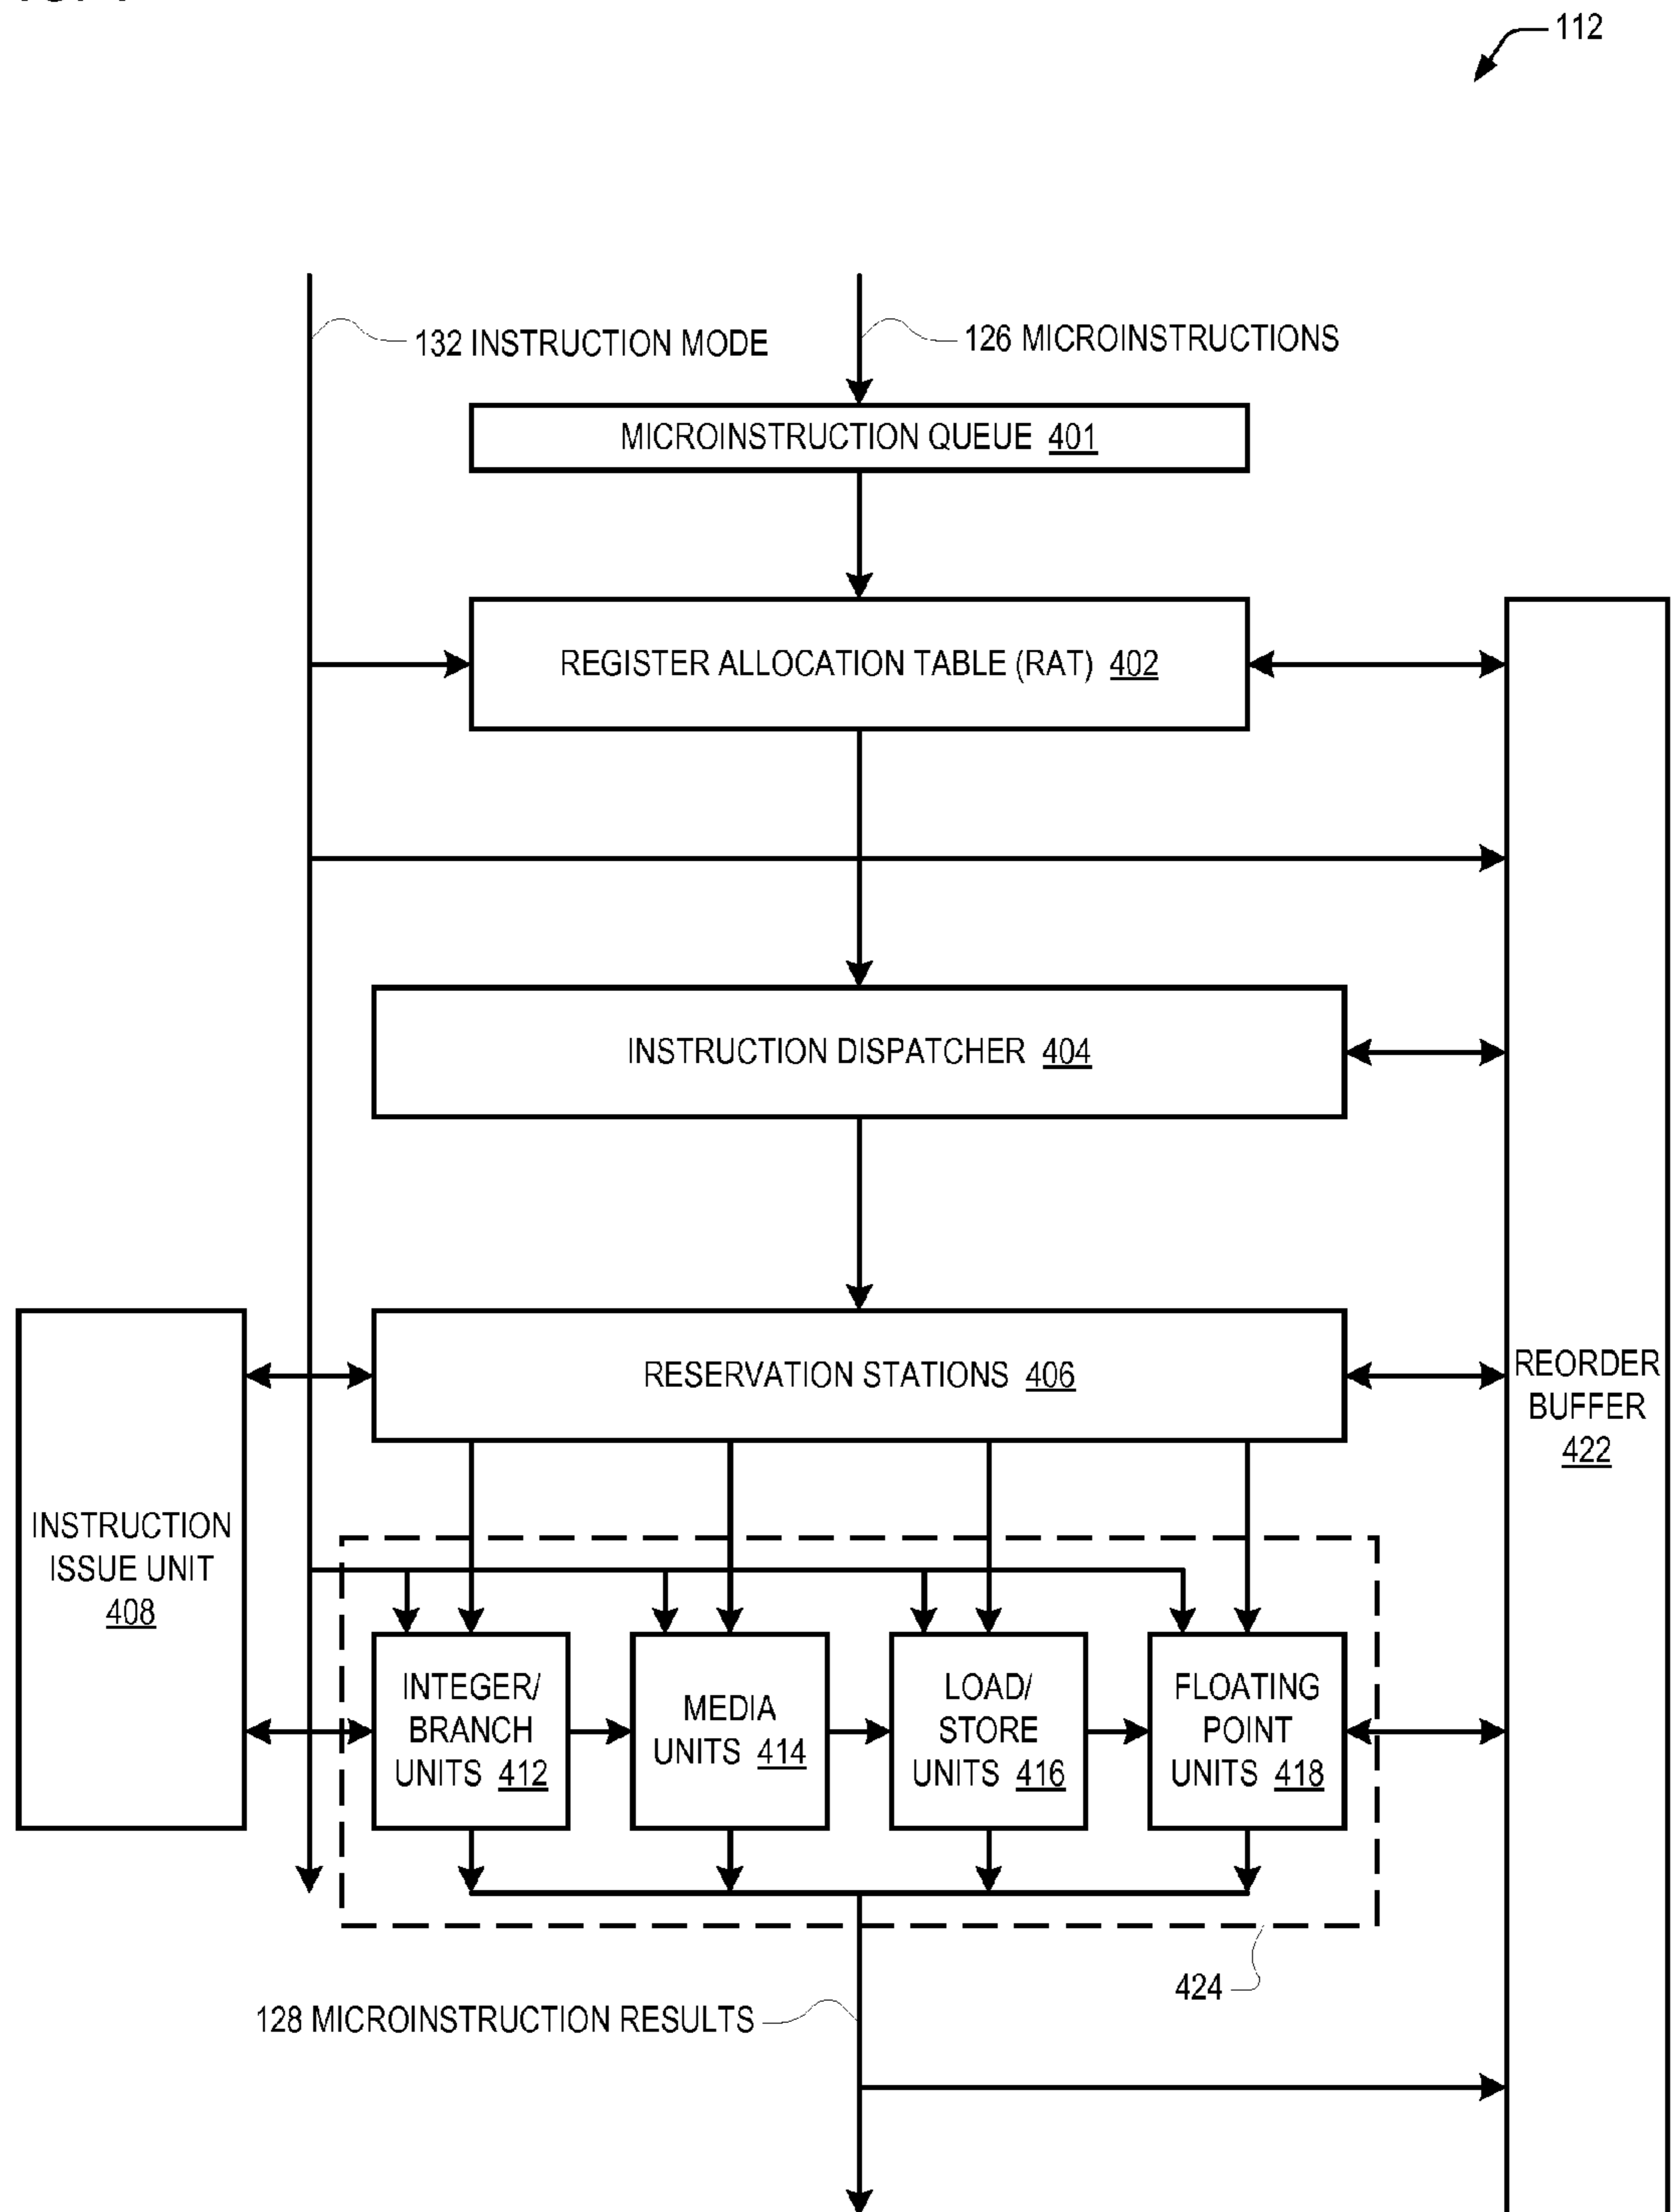 112
132 INSTRUCTION MODE
126 MICROINSTRUCTIONS
MICROINSTRUCTION QUEUE 401
REGISTER ALLOCATION TABLE (RAT) 402
INSTRUCTION DISPATCHER 404
RESERVATION STATIONS 406
REORDER
BUFFER
422
INSTRUCTION
ISSUE UNIT
408
INTEGER/
BRANCH
UNITS 412
MEDIA
UNITS 414
LOAD/
STORE
UNITS 416
FLOATING
POINT
UNITS 418
424
128 MICROINSTRUCTION RESULTS